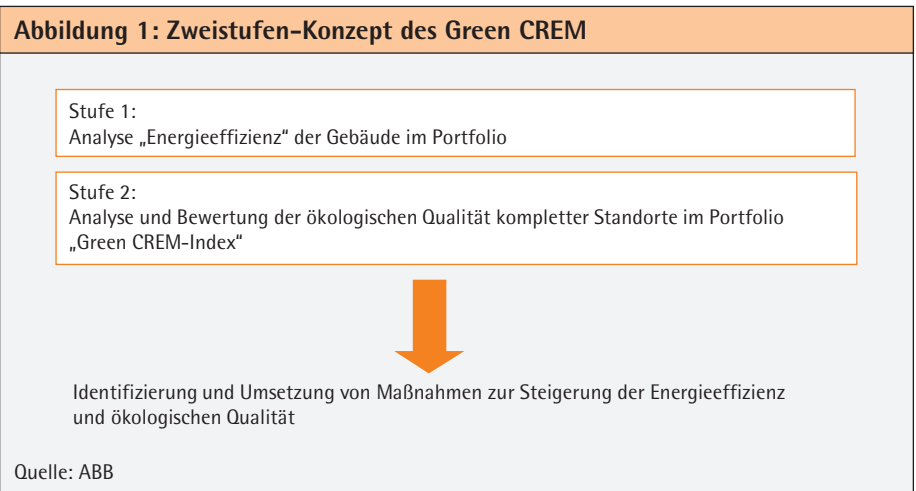 Abbildung 1: Zweistufen-Konzept des Green CREM
Stufe 1:
Analyse „Energieeffizienz“ der Gebäude im Portfolio
Stufe 2:
Analyse und Bewertung der ökologischen Qualität kompletter Standorte im Portfolio
„Green CREM-Index“
Identifizierung und Umsetzung von Maßnahmen zur Steigerung der Energieeffizienz
und ökologischen Qualität
Quelle: ABB